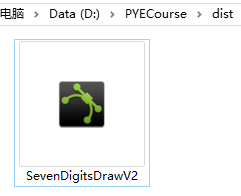 电脑 > Data (D:) > PYECourse > dist
SevenDigitsDrawV2